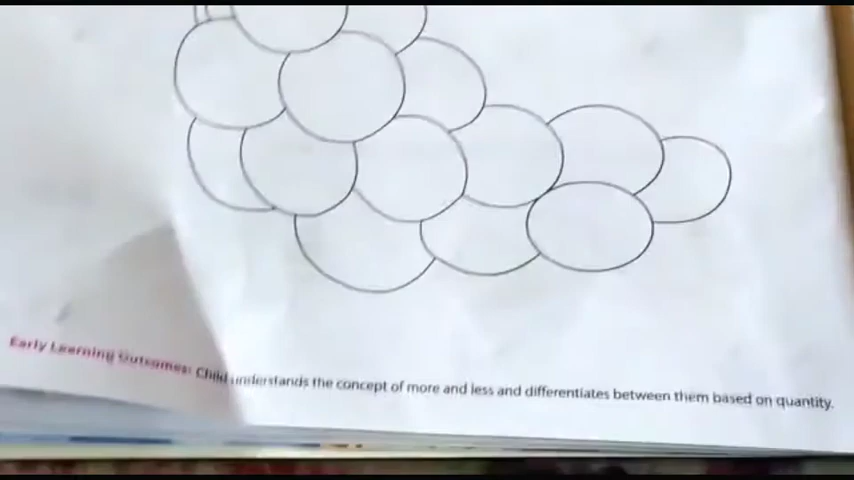 Early Learning Outcomes: Child understands the concept of more and less and differentiates between them based on quantity.